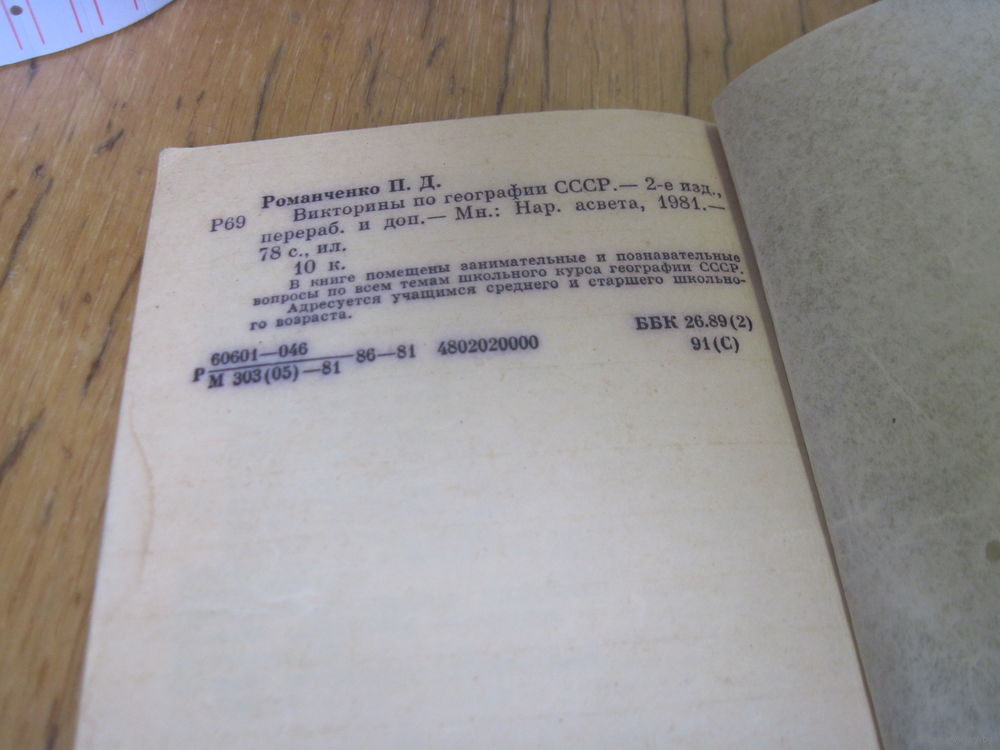 Романченко П. Д.
Р69
Викторины по географии СССР.— 2-е изд.,
перераб. и доп.— Мн.: Нар. асвета, 1981.—
78 с., ил.
10 к.
В книге помещены занимательные и познавательные
вопросы по всем темам школьного курса географии СССР.
Адресуется учащимся среднего и старшего школьно-
го возраста.
ББК 26.89(2)
91(С)
Р 60601—046
М 303(05)—81
86—81 4802020000